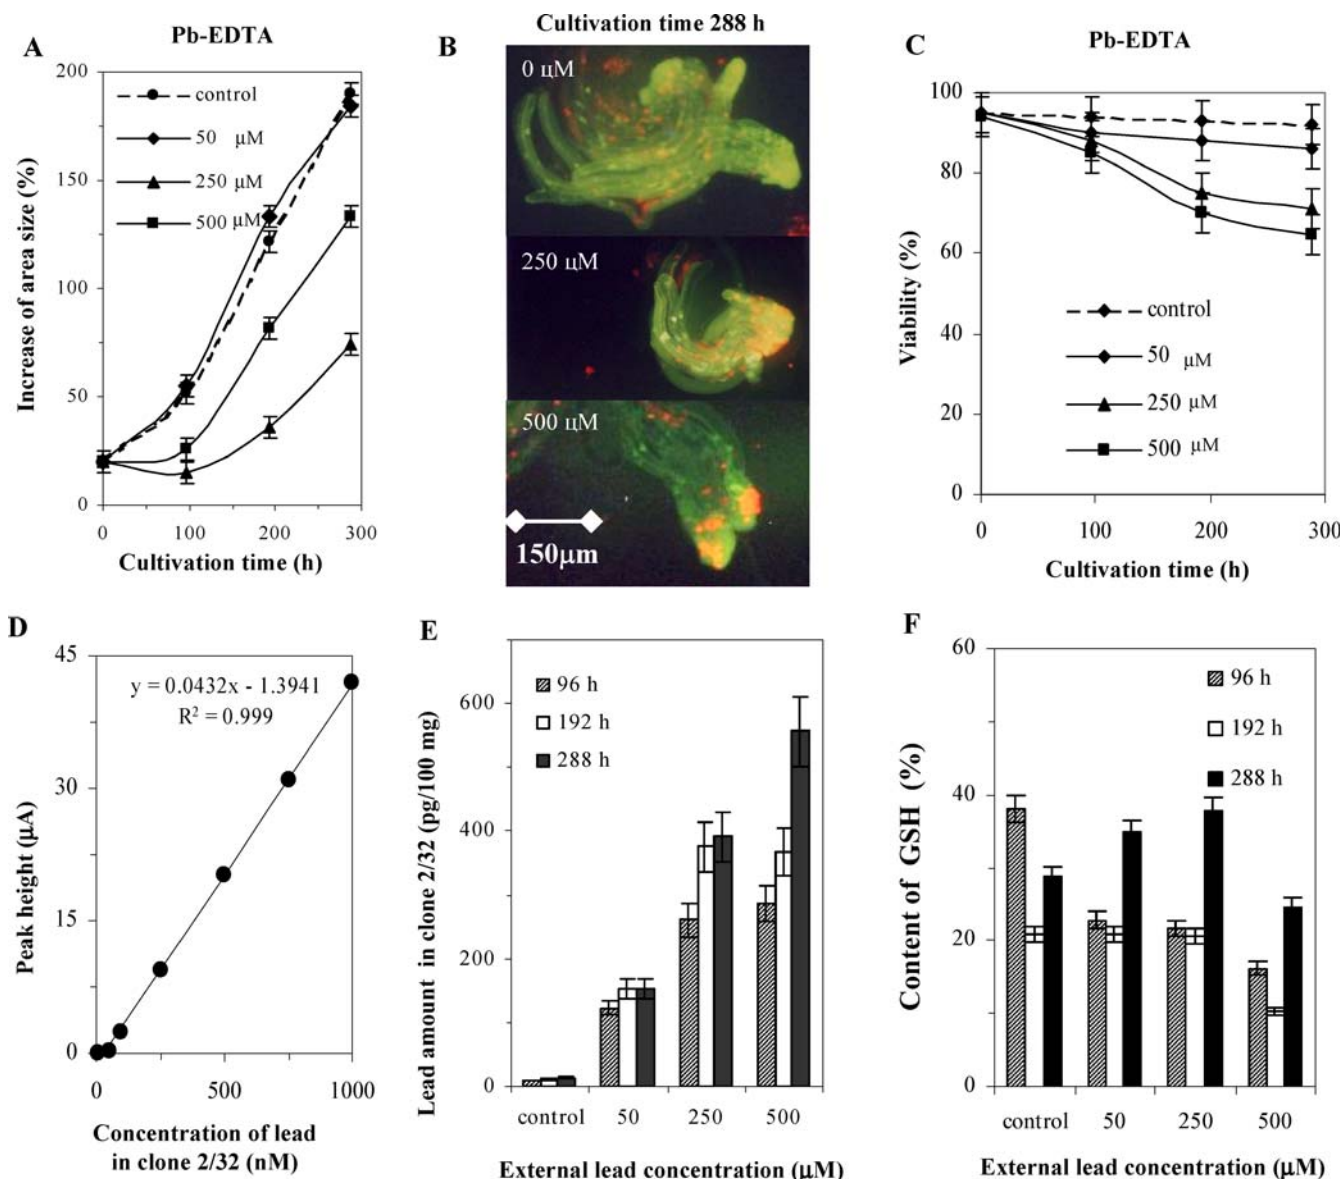 A
Pb-EDTA
200
150
100
50
0
control
50 μM
250 μM
500 μM
0
100
200
300
Increase of area size (%)
Cultivation time (h)
B
Cultivation time 288 h
0 цM
250 цM
500 цM
150μm
C
Pb-EDTA
100
80
60
40
20
0
control
50 μM
250 μM
500 μM
0
100
200
300
Viability (%)
Cultivation time (h)
D
45
30
15
0
y = 0.0432x - 1.3941
R² = 0.999
0
500
1000
Peak height (μA)
Concentration of lead
in clone 2/32 (nM)
E
600
400
200
0
96 h
192 h
288 h
control
50
250
500
Lead amount in clone 2/32 (pg/100 mg)
External lead concentration (μM)
F
60
40
20
0
96 h
192 h
288 h
control
50
250
500
Content of GSH (%)
External lead concentration (μM)